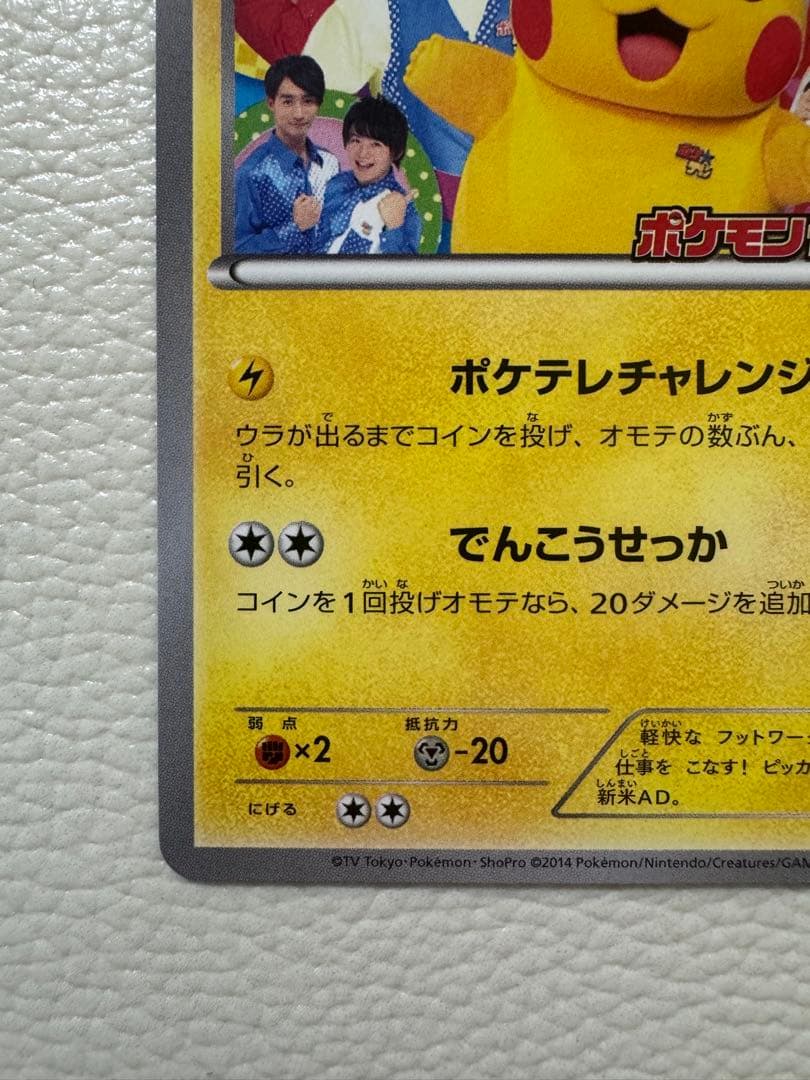 ポケ★テレ
ポケモン
ポケテレチャレンジ
ウラが出るまでコインを投げ、オモテの数ぶん、
引く。
でんこうせっか
コインを1回投げオモテなら、20ダメージを追加
弱点 抵抗力
×2 -20
にげる
軽快な フットワー
仕事を こなす! ピッカ
新米AD。
©TV Tokyo・Pokémon・ShoPro ©2014 Pokémon/Nintendo/Creatures/GAM